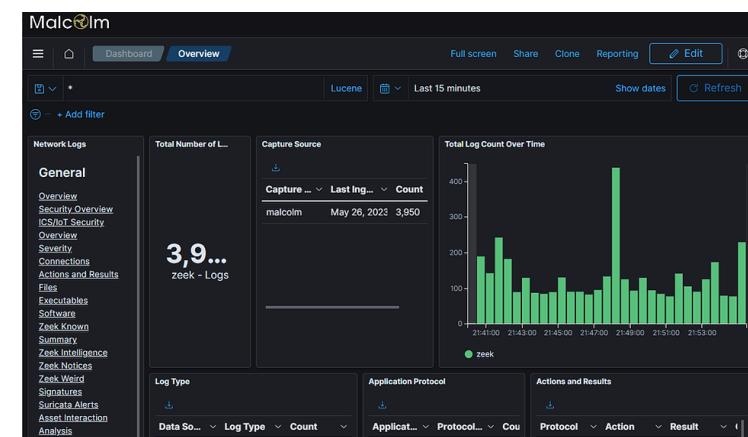 Malcolm
Dashboard Overview Full screen Share Clone Reporting Edit
* Lucene Last 15 minutes Show dates Refresh
+ Add filter
Network Logs
General
Overview
Security Overview
ICS/IoT Security
Overview
Severity
Connections
Actions and Results
Files
Executables
Software
Zeek Known
Summary
Zeek Intelligence
Zeek Notices
Zeek Weird
Signatures
Suricata Alerts
Asset Interaction
Analysis
Total Number of L...
3,9...
zeek - Logs
Capture Source
Capture ... Last Ing... Count
malcolm May 26, 2023 3,950
Total Log Count Over Time
400
300
200
100
0
21:41:00 21:43:00 21:45:00 21:47:00 21:49:00 21:51:00 21:53:00
zeek
Log Type
Data So... Log Type Count
Application Protocol
Applicat... Protocol... Cou
Actions and Results
Protocol Action Result